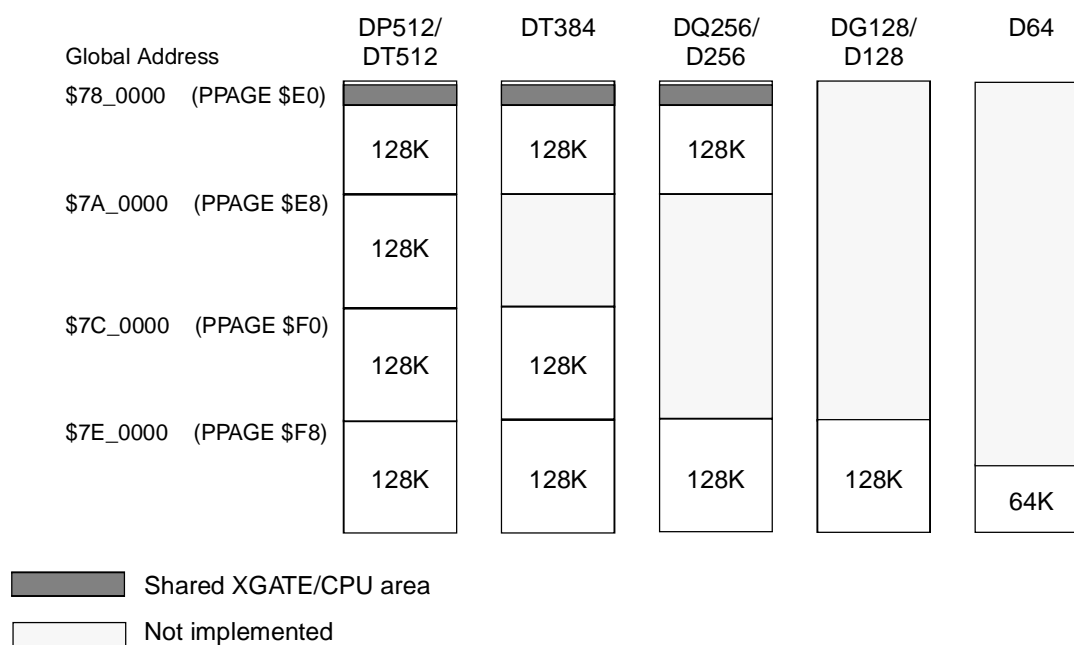 DP512/ DT384 DQ256/ DG128/ D64
Global Address DT512 D256 D128
$78_0000 (PPAGE $E0)
128K 128K 128K
$7A_0000 (PPAGE $E8)
128K
$7C_0000 (PPAGE $F0)
128K 128K
$7E_0000 (PPAGE $F8)
128K 128K 128K 128K
64K
Shared XGATE/CPU area
Not implemented